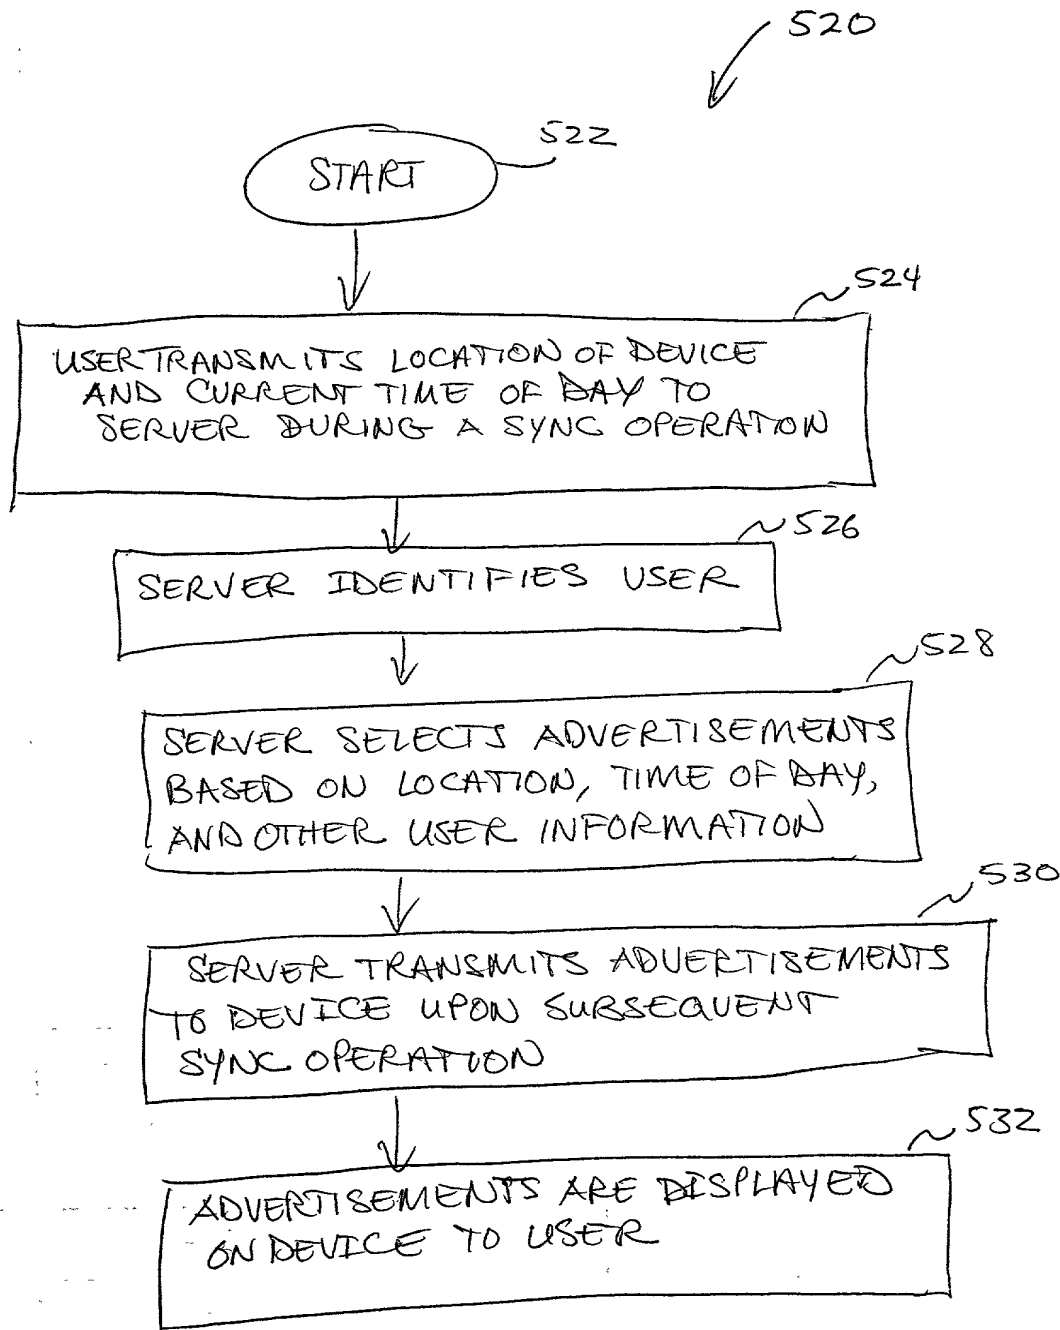 520
522
START
524
USER TRANSMITS LOCATION OF DEVICE
AND CURRENT TIME OF DAY TO
SERVER DURING A SYNC OPERATION
526
SERVER IDENTIFIES USER
528
SERVER SELECTS ADVERTISEMENTS
BASED ON LOCATION, TIME OF DAY,
AND OTHER USER INFORMATION
530
SERVER TRANSMITS ADVERTISEMENTS
TO DEVICE UPON SUBSEQUENT
SYNC OPERATION
532
ADVERTISEMENTS ARE DISPLAYED
ON DEVICE TO USER